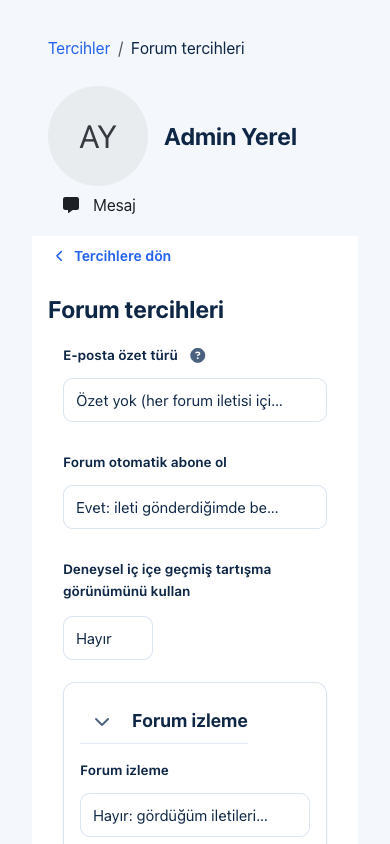 Tercihler / Forum tercihleri
AY
Admin Yerel
Mesaj
Tercihlere dön
Forum tercihleri
E-posta özet türü ?
Özet yok (her forum iletisi içi...
Forum otomatik abone ol
Evet: ileti gönderdiğimde be...
Deneysel iç içe geçmiş tartışma
görünümünü kullan
Hayır
Forum izleme
Forum izleme
Hayır: gördüğüm iletileri...